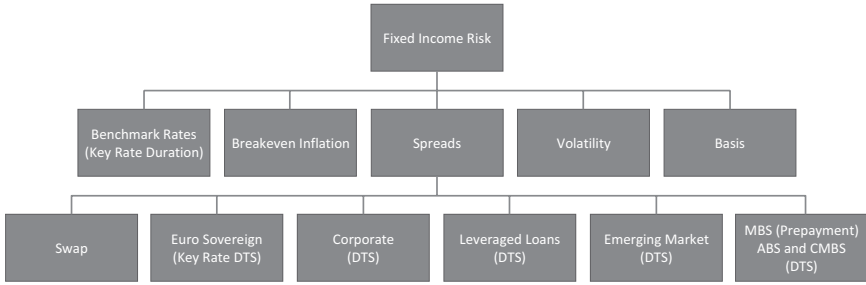 Fixed Income Risk
Benchmark Rates
(Key Rate Duration)
Breakeven Inflation
Spreads
Volatility
Basis
Swap
Euro Sovereign
(Key Rate DTS)
Corporate
(DTS)
Leveraged Loans
(DTS)
Emerging Market
(DTS)
MBS (Prepayment)
ABS and CMBS
(DTS)